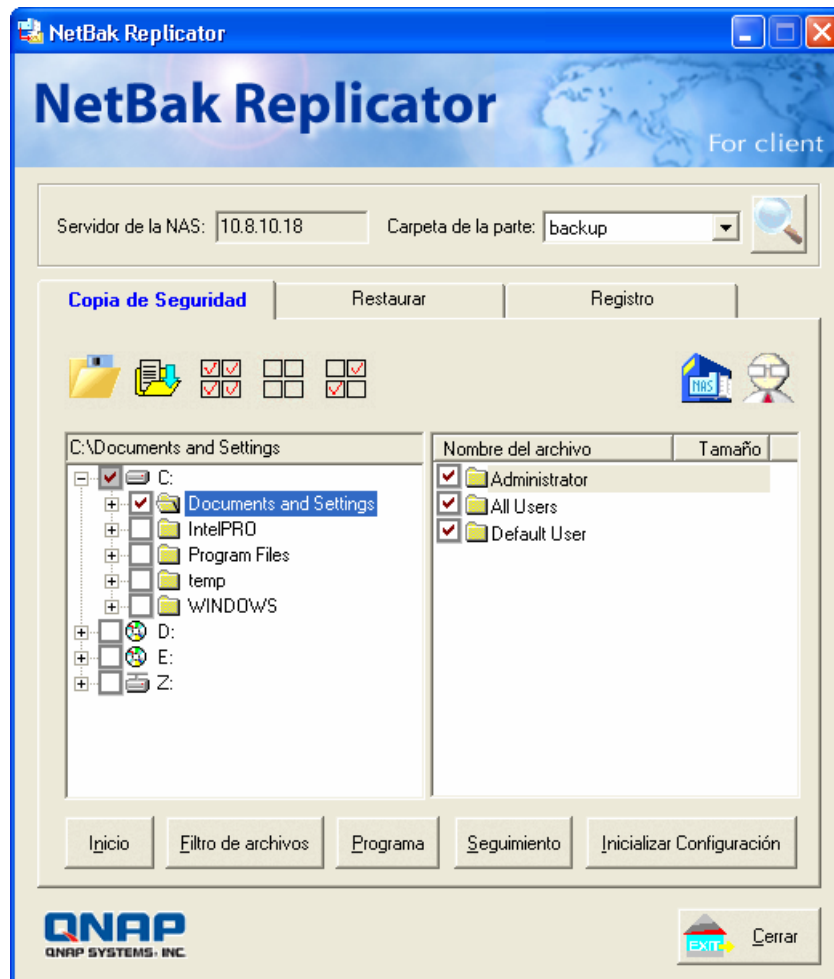 NetBak Replicator
NetBak Replicator
For client
Servidor de la NAS: 10.8.10.18 Carpeta de la parte: backup
Copia de Seguridad Restaurar Registro
NAS
C:\Documents and Settings
C:
Documents and Settings
IntelPRO
Program Files
temp
WINDOWS
D:
E:
Z:
Nombre del archivo Tamaño
Administrator
All Users
Default User
Inicio Filtro de archivos Programa Seguimiento Inicializar Configuración
QNAP
QNAP SYSTEMS, INC
EXIT Cerrar